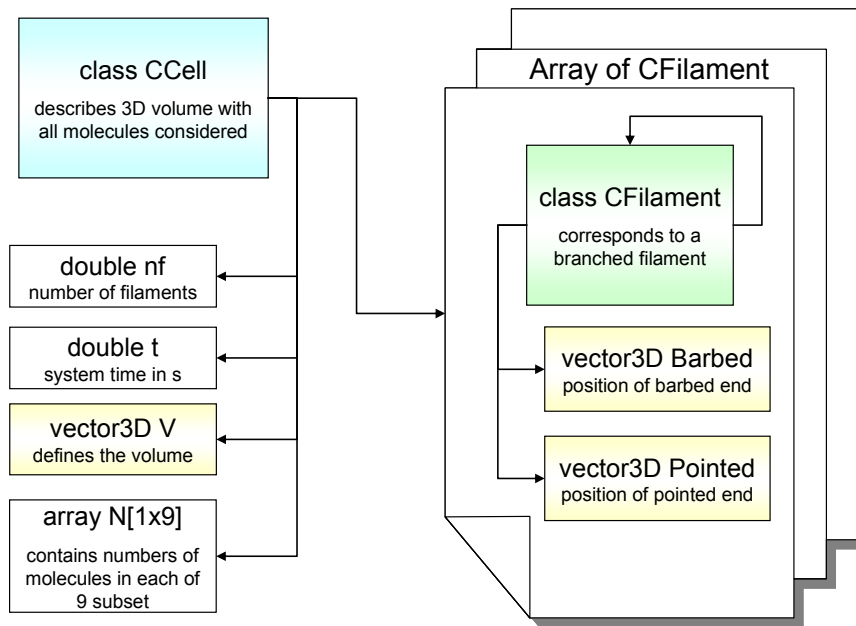 class CCell
describes 3D volume with
all molecules considered
double nf
number of filaments
double t
system time in s
vector3D V
defines the volume
array N[1x9]
contains numbers of
molecules in each of
9 subset
Array of CFilament
class CFilament
corresponds to a
branched filament
vector3D Barbed
position of barbed end
vector3D Pointed
position of pointed end